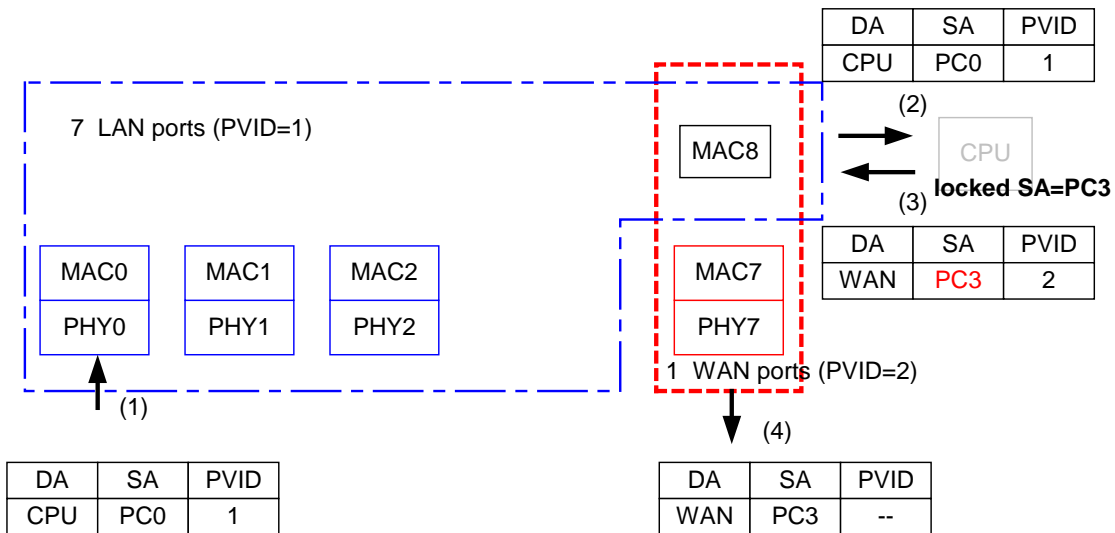 DA SA PVID
CPU PC0 1
(2)
7 LAN ports (PVID=1)
MAC8
CPU
(3) locked SA=PC3
DA SA PVID
WAN PC3 2
MAC0 MAC1 MAC2 MAC7
PHY0 PHY1 PHY2 PHY7
1 WAN ports (PVID=2)
(1)
(4)
DA SA PVID
CPU PC0 1
DA SA PVID
WAN PC3 --